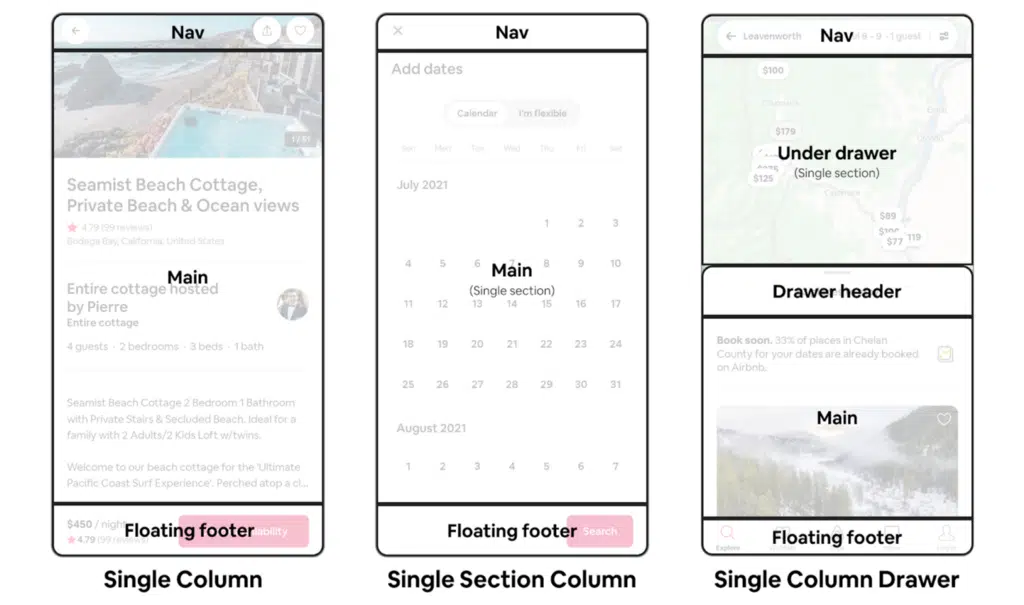 Nav
1 / 51
Seamist Beach Cottage,
Private Beach & Ocean views
4.79 (99 reviews)
Bodega Bay, California, United States
Main
Entire cottage hosted
by Pierre
Entire cottage
4 guests · 2 bedrooms · 3 beds · 1 bath
Seamist Beach Cottage 2 Bedroom 1 Bathroom
with Private Stairs & Secluded Beach. Ideal for a
family with 2 Adults/2 Kids Loft w/twins.
Welcome to our beach cottage for the 'Ultimate
Pacific Coast Surf Experience'. Perched atop a cl...
$450 / night
Floating footer
4.79 (99 reviews)
Single Column
Nav
Add dates
Calendar I'm flexible
Sun Mon Tue Wed Thu Fri Sat
July 2021
1 2 3
4 5 6 7 8 9 10
Main
(Single section)
11 12 13 14 15 16 17
18 19 20 21 22 23 24
25 26 27 28 29 30 31
August 2021
1 2 3 4 5 6 7
Floating footer Search
Single Section Column
Leavenworth Nav 8 – 9 · 1 guest
$100
$179
Under drawer
(Single section)
$125
$89
$77 119
Drawer header
Book soon. 33% of places in Chelan
County for your dates are already booked
on Airbnb.
Main
Floating footer
Explore
Single Column Drawer